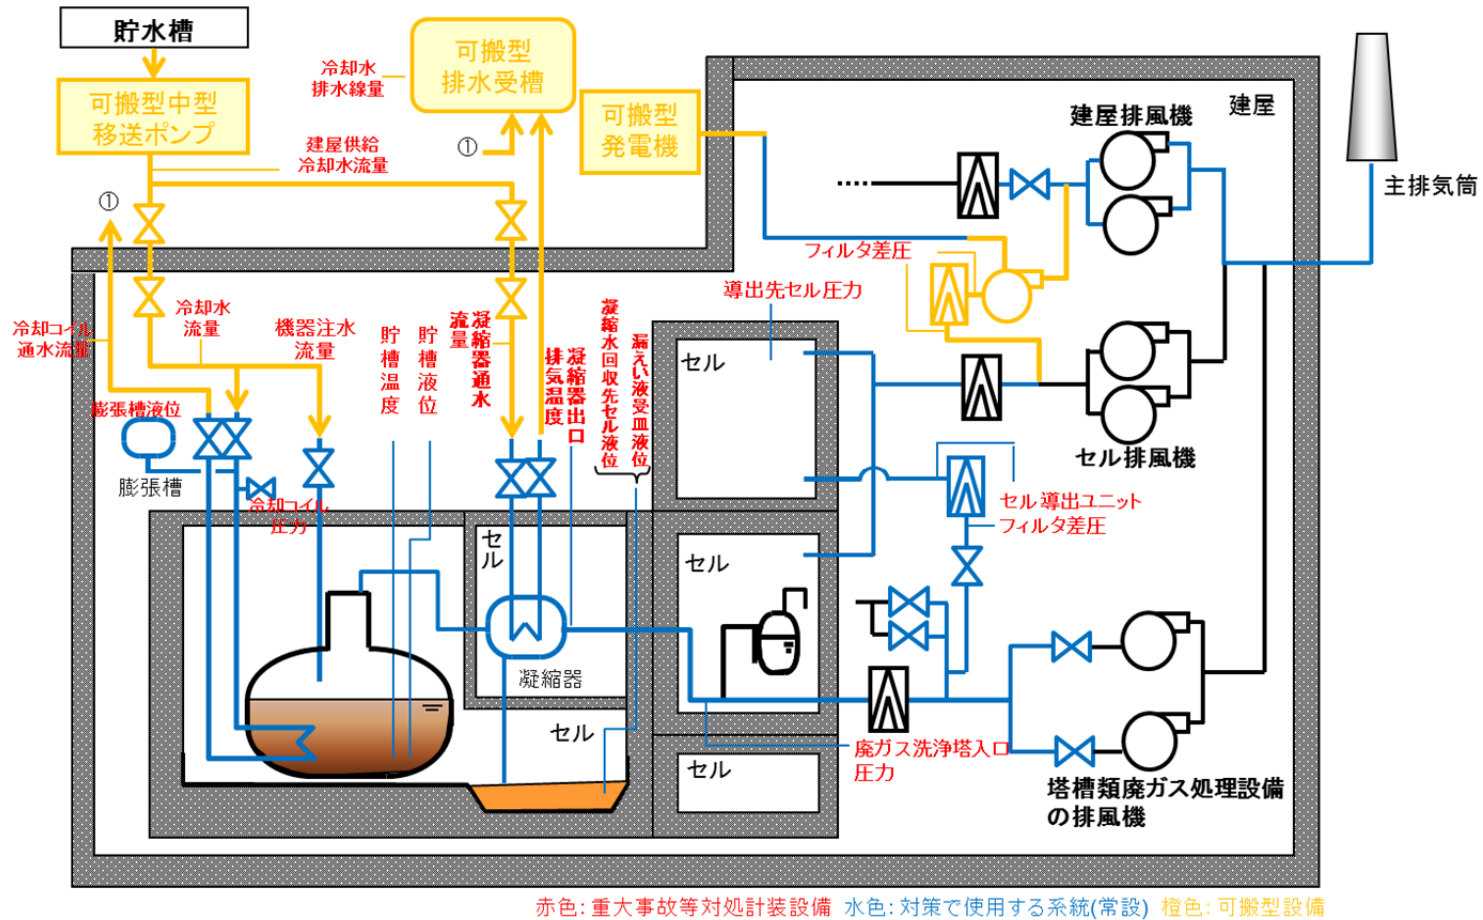 貯水槽
可搬型中型
移送ポンプ
冷却水
排水線量
可搬型
排水受槽
①
建屋供給
冷却水流量
可搬型
発電機
建屋排風機
建屋
主排気筒
①
フィルタ差圧
導出先セル圧力
冷却コイル
通水流量
冷却水
流量
機器注水
流量
貯槽温度
貯槽液位
凝縮器通水
流量
凝縮器出口
排気温度
凝縮水回収先セル液位
漏えい液受皿液位
膨張槽液位
膨張槽
冷却コイル
圧力
セル
セル
セル
凝縮器
セル
セル
セル排風機
セル導出ユニット
フィルタ差圧
廃ガス洗浄塔入口
圧力
塔槽類廃ガス処理設備
の排風機
赤色：重大事故等対処計装設備 水色：対策で使用する系統(常設) 橙色：可搬型設備